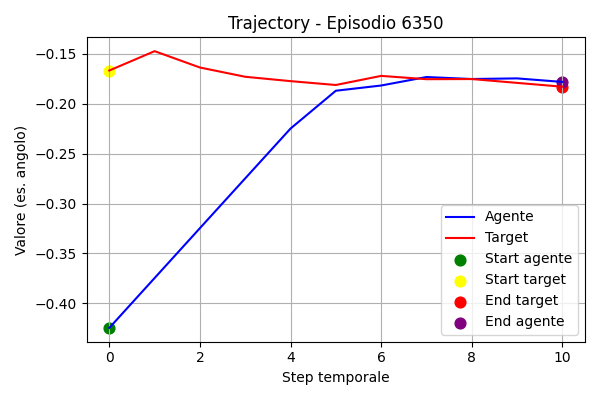 Trajectory - Episodio 6350
Valore (es. angolo)
−0.15
−0.20
−0.25
−0.30
−0.35
−0.40
0
2
4
6
8
10
Step temporale
Agente
Target
Start agente
Start target
End target
End agente